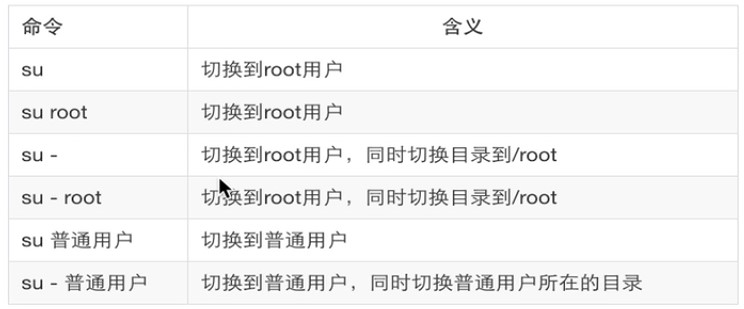 命令 含义
su 切换到root用户
su root 切换到root用户
su - 切换到root用户，同时切换目录到/root
su - root 切换到root用户，同时切换目录到/root
su 普通用户 切换到普通用户
su - 普通用户 切换到普通用户，同时切换普通用户所在的目录